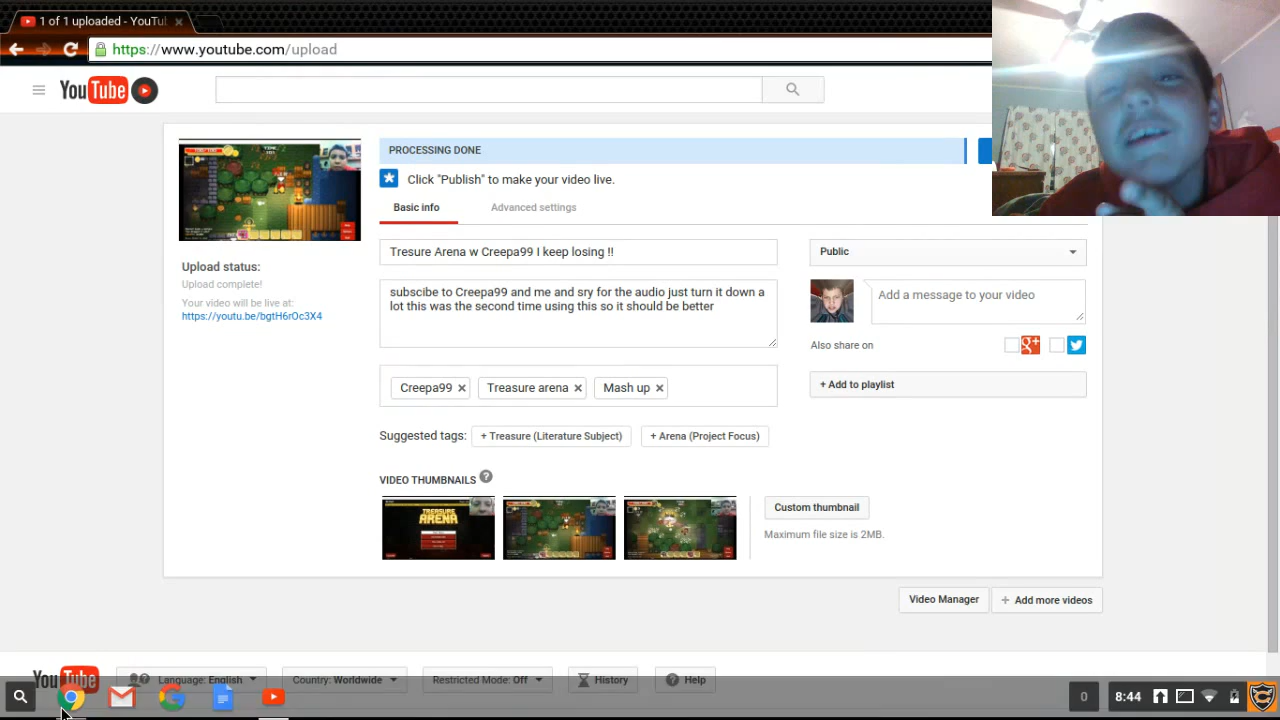 1 of 1 uploaded - YouTu
https://www.youtube.com/upload
YouTube
PROCESSING DONE
Click "Publish" to make your video live.
Basic info
Advanced settings
Upload status:
Upload complete!
Your video will be live at:
https://youtu.be/bgtH6rOc3X4
Tresure Arena w Creepa99 I keep losing !!
subscibe to Creepa99 and me and sry for the audio just turn it down a
lot this was the second time using this so it should be better
Creepa99
Treasure arena
Mash up
Suggested tags:
+ Treasure (Literature Subject)
+ Arena (Project Focus)
Public
Add a message to your video
Also share on
+ Add to playlist
VIDEO THUMBNAILS
TREASURE
ARENA
Custom thumbnail
Maximum file size is 2MB.
Video Manager
+ Add more videos
YouTube
Language: English
Country: Worldwide
Restricted Mode: Off
History
Help
0
8:44